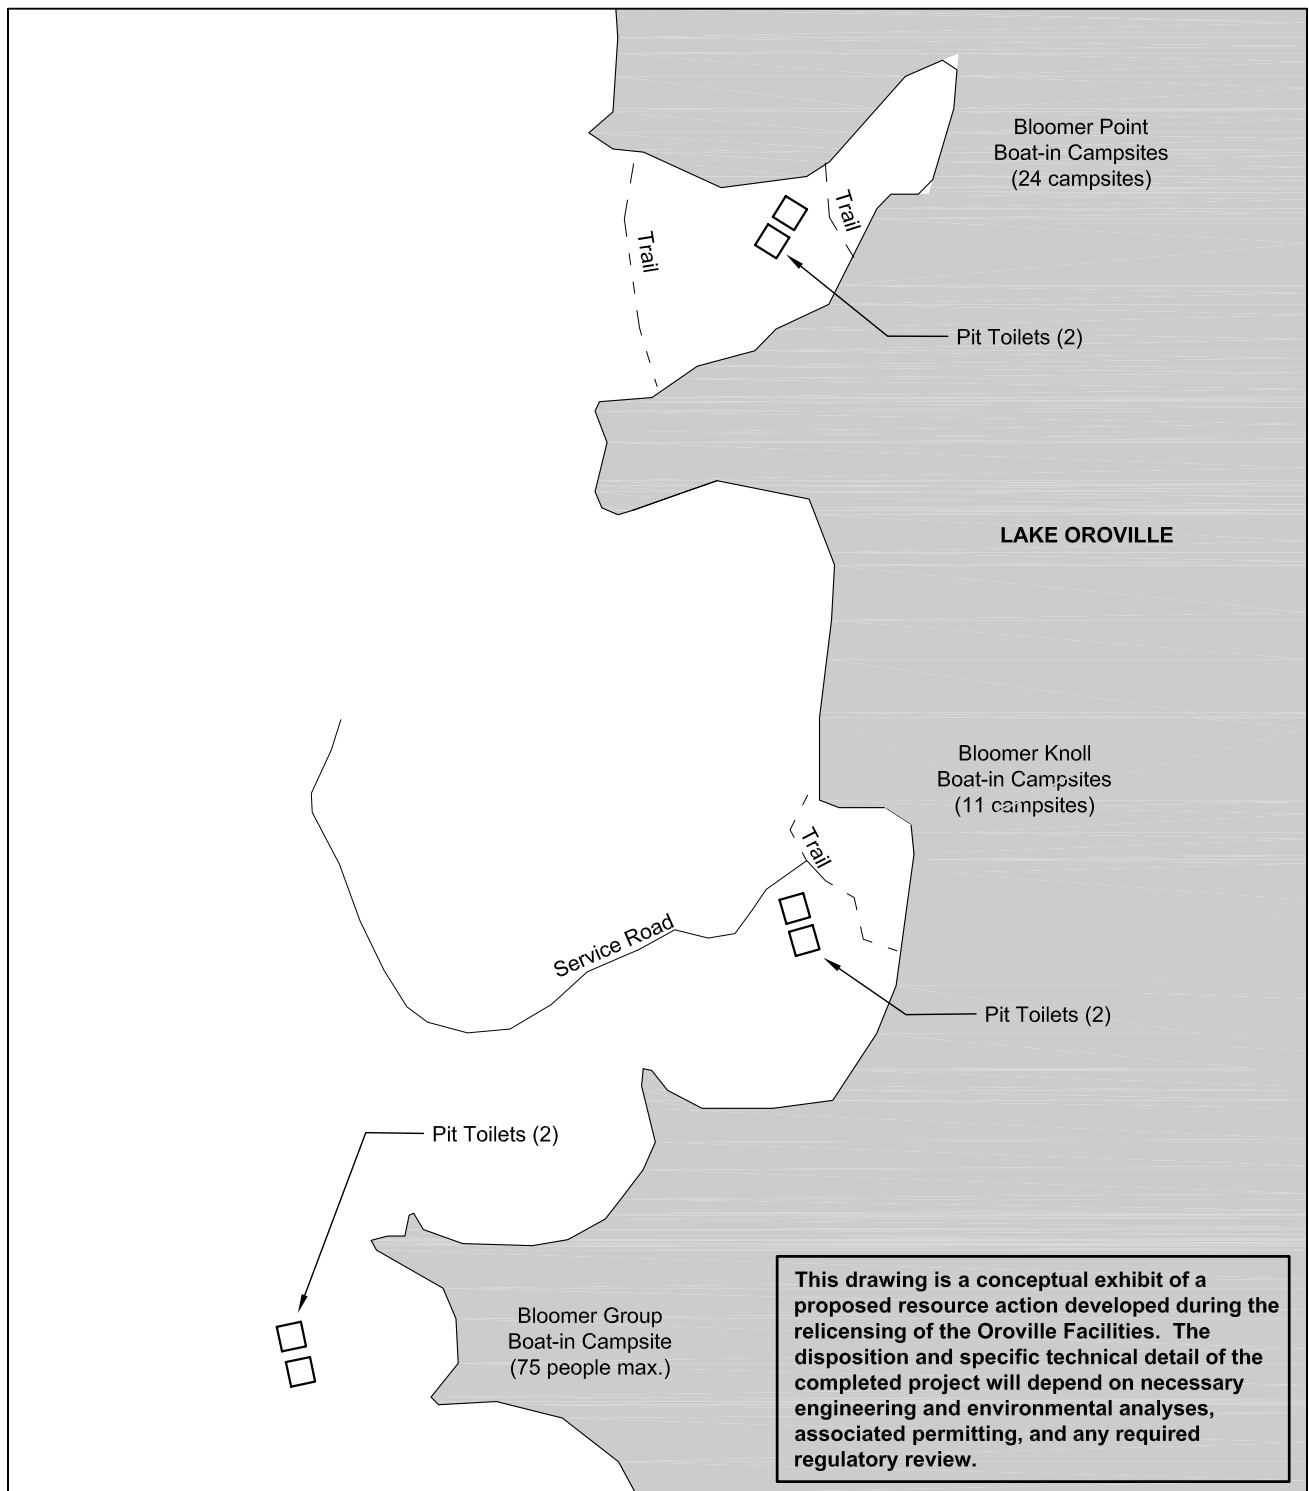 Bloomer Point
Boat-in Campsites
(24 campsites)
Trail
Trail
Pit Toilets (2)
LAKE OROVILLE
Bloomer Knoll
Boat-in Campsites
(11 campsites)
Trail
Service Road
Pit Toilets (2)
Pit Toilets (2)
Bloomer Group
Boat-in Campsite
(75 people max.)
This drawing is a conceptual exhibit of a
proposed resource action developed during the
relicensing of the Oroville Facilities. The
disposition and specific technical detail of the
completed project will depend on necessary
engineering and environmental analyses,
associated permitting, and any required
regulatory review.